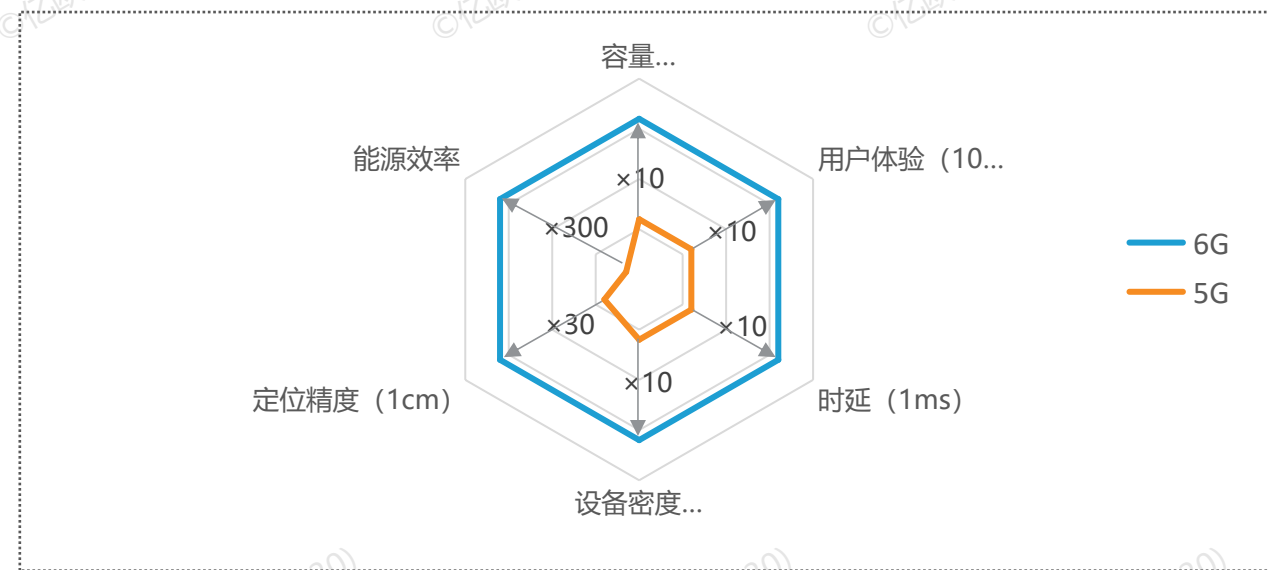 容量...
能源效率
用户体验（10...
×10
×300
×10
6G
5G
×30
×10
×10
定位精度（1cm）
时延（1ms）
设备密度...